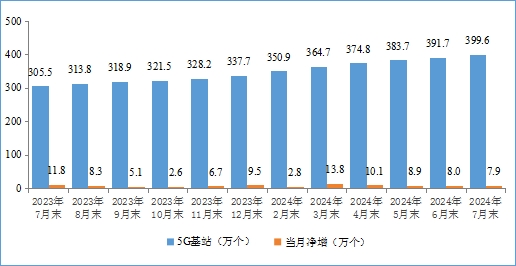 500
400
300
200
100
0
305.5 313.8 318.9 321.5 328.2 337.7 350.9 364.7 374.8 383.7 391.7 399.6
11.8 8.3 5.1 2.6 6.7 9.5 2.8 13.8 10.1 8.9 8.0 7.9
2023年 2023年 2023年 2023年 2023年 2023年 2024年 2024年 2024年 2024年 2024年 2024年
7月末 8月末 9月末 10月末 11月末 12月末 2月末 3月末 4月末 5月末 6月末 7月末
5G基站（万个） 当月净增（万个）